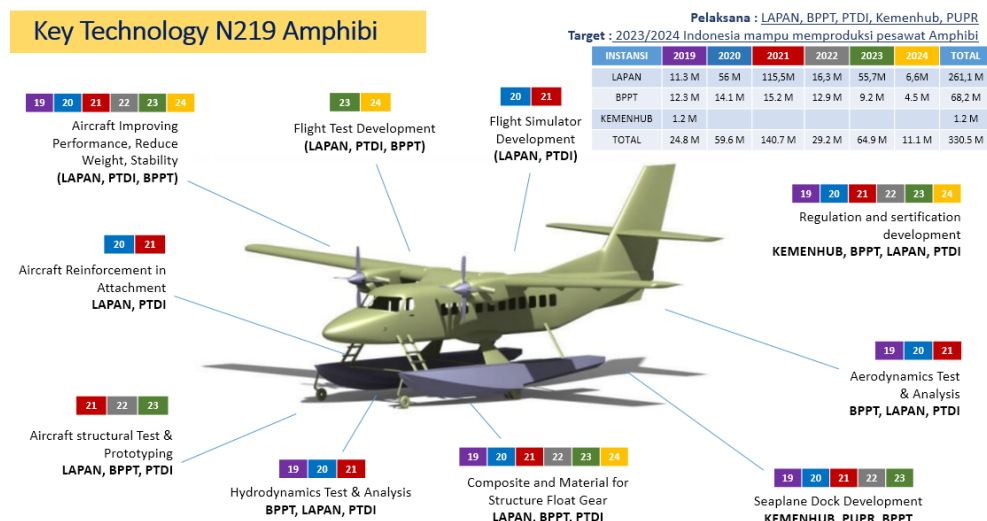 Key Technology N219 Amphibi
Pelaksana : LAPAN, BPPT, PTDI, Kemenhub, PUPR
Target : 2023/2024 Indonesia mampu memproduksi pesawat Amphibi
INSTANSI 2019 2020 2021 2022 2023 2024 TOTAL
LAPAN 11.3 M 56 M 115,5M 16,3 M 55,7M 6,6M 261,1 M
BPPT 12.3 M 14.1 M 15.2 M 12.9 M 9.2 M 4.5 M 68,2 M
KEMENHUB 1.2 M 1.2 M
TOTAL 24.8 M 59.6 M 140.7 M 29.2 M 64.9 M 11.1 M 330.5 M
19 20 21 22 23 24
Aircraft Improving
Performance, Reduce
Weight, Stability
(LAPAN, PTDI, BPPT)
23 24
Flight Test Development
(LAPAN, PTDI, BPPT)
20 21
Flight Simulator
Development
(LAPAN, PTDI)
19 20 21 22 23 24
Regulation and sertification
development
KEMENHUB, BPPT, LAPAN, PTDI
20 21
Aircraft Reinforcement in
Attachment
LAPAN, PTDI
19 20 21
Aerodynamics Test
& Analysis
BPPT, LAPAN, PTDI
21 22 23
Aircraft structural Test &
Prototyping
LAPAN, BPPT, PTDI
19 20 21
Hydrodynamics Test & Analysis
BPPT, LAPAN, PTDI
19 20 21 22 23 24
Composite and Material for
Structure Float Gear
LAPAN, BPPT, PTDI
19 20 21 22 23
Seaplane Dock Development
KEMENHUB, PUPR, BPPT